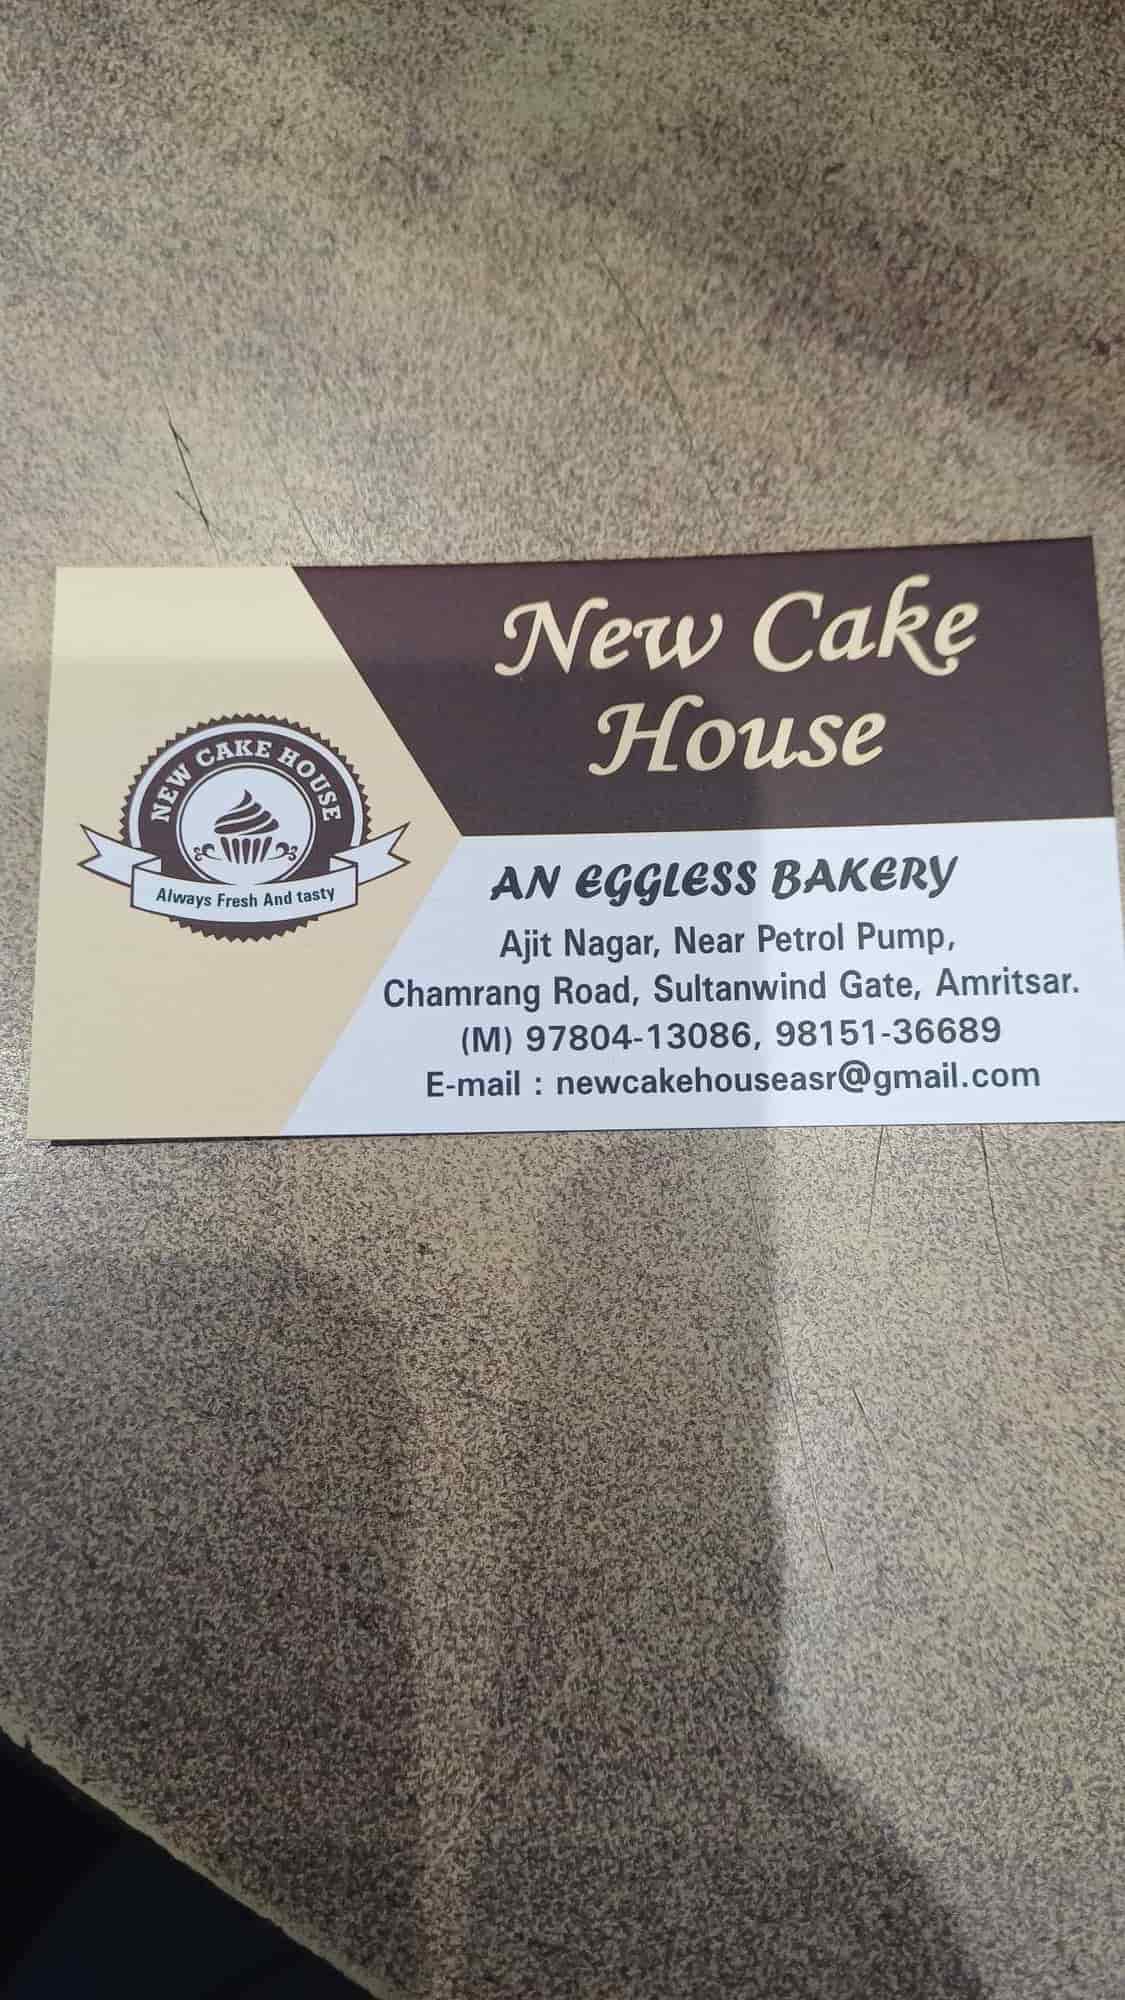 New Cake
House
NEW CAKE HOUSE
Always Fresh And tasty
AN EGGLESS BAKERY
Ajit Nagar, Near Petrol Pump,
Chamrang Road, Sultanwind Gate, Amritsar.
(M) 97804-13086, 98151-36689
E-mail : newcakehouseasr@gmail.com